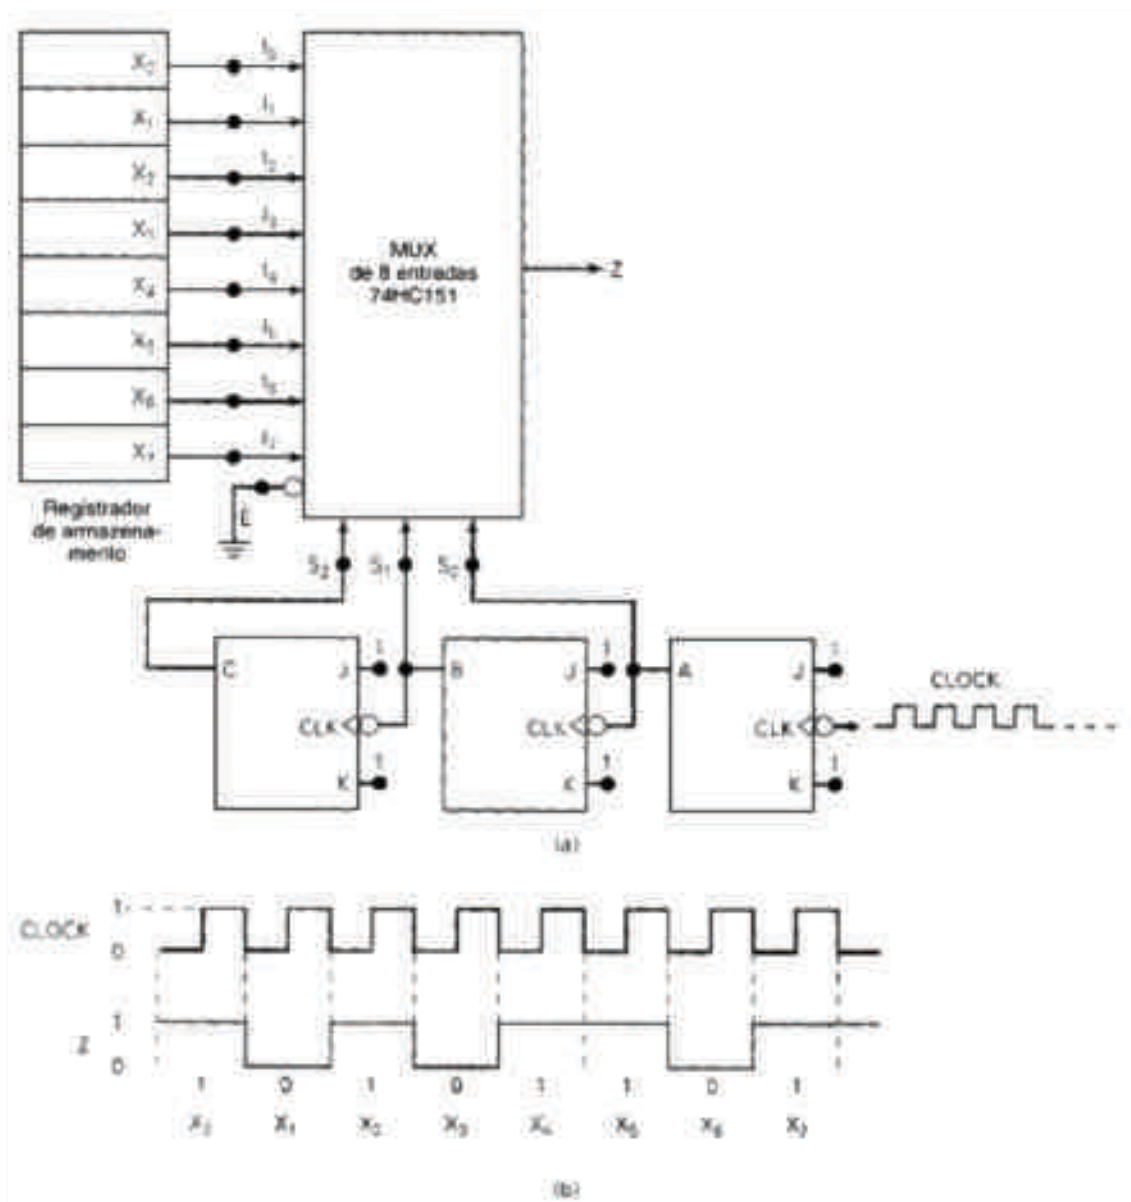 X₀ I₀
X₁ I₁
X₂ I₂
X₃ I₃
X₄ I₄
X₅ I₅
X₆ I₆
X₇ I₇
MUX
de 8 entradas
74HC151
Z
E
Registrador
de armazena-
mento
S₂ S₁ S₀
1 1 1
C J B J A J
CLOCK
CLK CLK CLK
1 1 1
K K K
(a)
1
CLOCK
0
1
Z
0
1 0 1 0 1 1 0 1
X₀ X₁ X₂ X₃ X₄ X₅ X₆ X₇
(b)